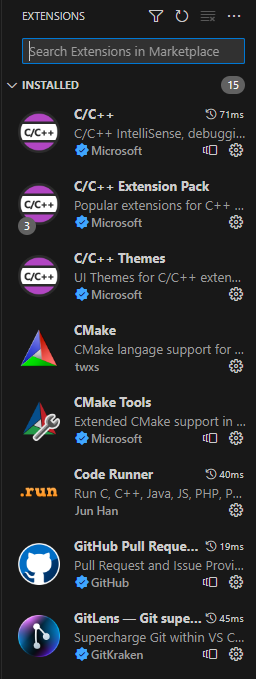 EXTENSIONS
Search Extensions in Marketplace
INSTALLED 15
C/C++ 71ms
C/C++ IntelliSense, debuggi...
Microsoft
C/C++ Extension Pack
Popular extensions for C++ ...
3 Microsoft
C/C++ Themes
UI Themes for C/C++ exten...
Microsoft
CMake
CMake langage support for ...
twxs
CMake Tools
Extended CMake support in ...
Microsoft
.run
Code Runner 40ms
Run C, C++, Java, JS, PHP, P...
Jun Han
GitHub Pull Reque... 19ms
Pull Request and Issue Provi...
GitHub
GitLens — Git supe... 45ms
Supercharge Git within VS C...
GitKraken
C/C++
C/C++
C/C++